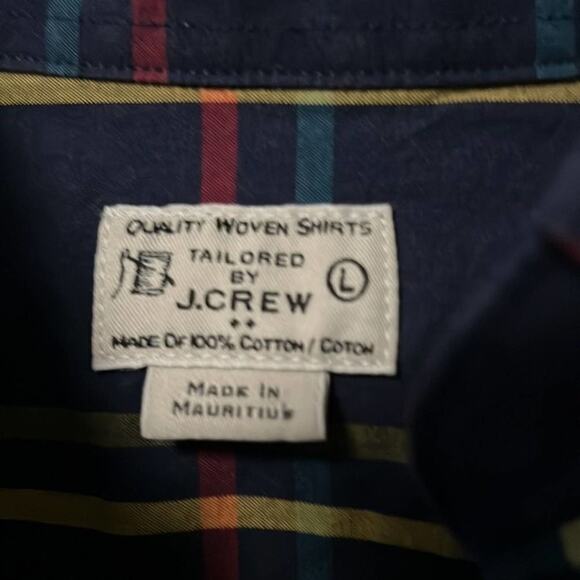 QUALITY WOVEN SHIRTS
TAILORED
BY
J.CREW
L
MADE OF 100% COTTON / COTON
MADE IN
MAURITIUS